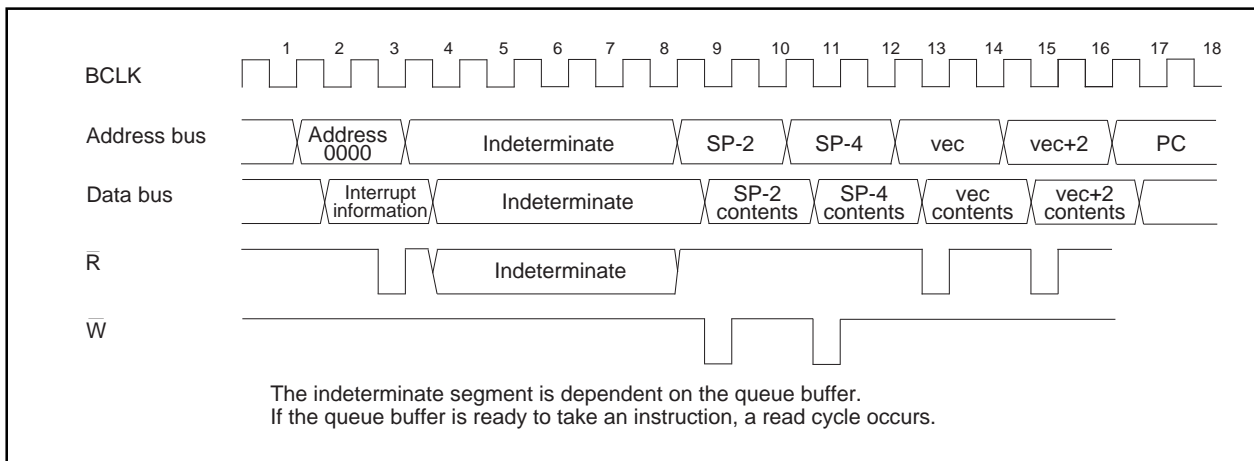 1 2 3 4 5 6 7 8 9 10 11 12 13 14 15 16 17 18
BCLK
Address bus
Address
0000
Indeterminate
SP-2
SP-4
vec
vec+2
PC
Data bus
Interrupt
information
Indeterminate
SP-2
contents
SP-4
contents
vec
contents
vec+2
contents
R̅
Indeterminate
W̅
The indeterminate segment is dependent on the queue buffer.
If the queue buffer is ready to take an instruction, a read cycle occurs.